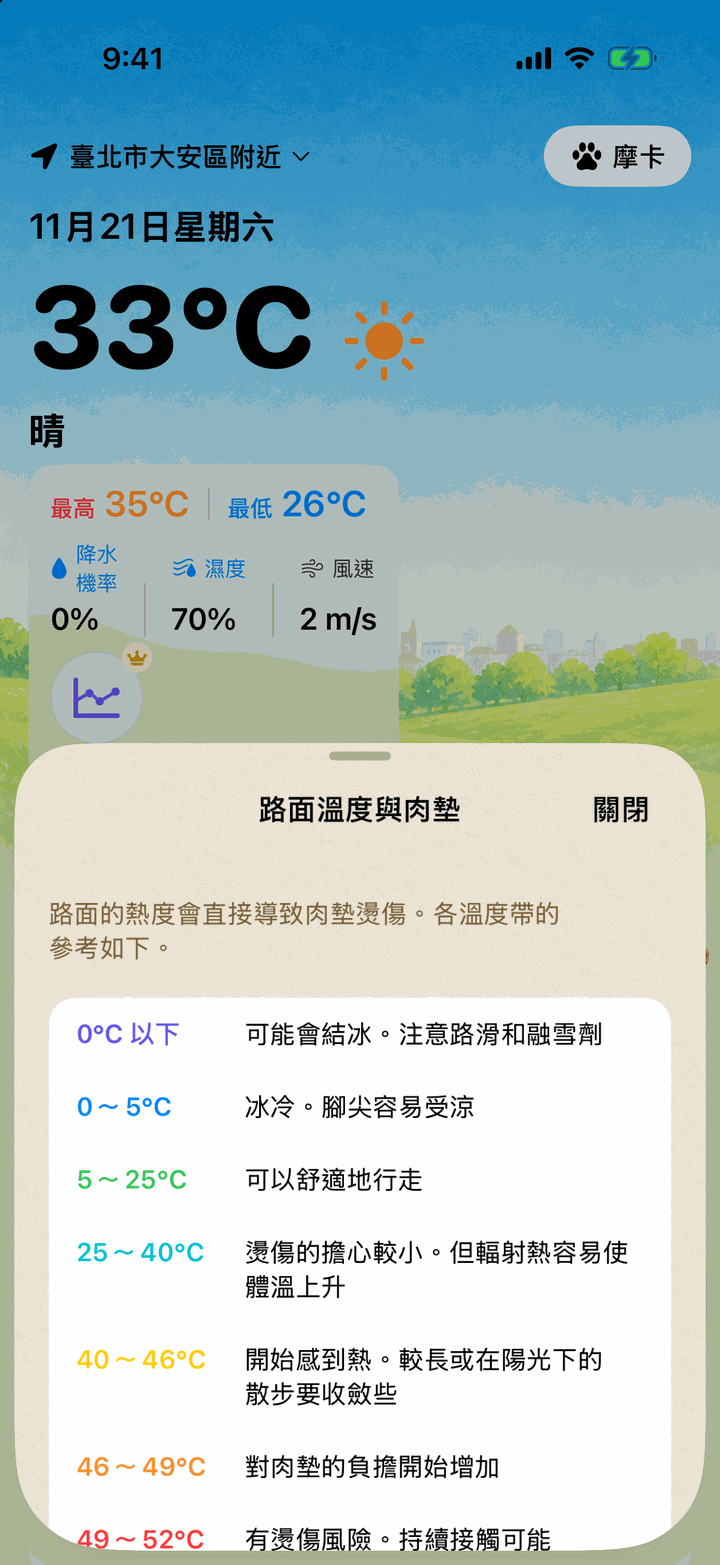 9:41
臺北市大安區附近
摩卡
11月21日星期六
33°C
晴
最高 35°C
最低 26°C
降水
機率
0%
濕度
70%
風速
2 m/s
路面溫度與肉墊
關閉
路面的熱度會直接導致肉墊燙傷。各溫度帶的
參考如下。
0°C 以下
可能會結冰。注意路滑和融雪劑
0～5°C
冰冷。腳尖容易受涼
5～25°C
可以舒適地行走
25～40°C
燙傷的擔心較小。但輻射熱容易使
體溫上升
40～46°C
開始感到熱。較長或在陽光下的
散步要收斂些
46～49°C
對肉墊的負擔開始增加
49～52°C
有燙傷風險。持續接觸可能